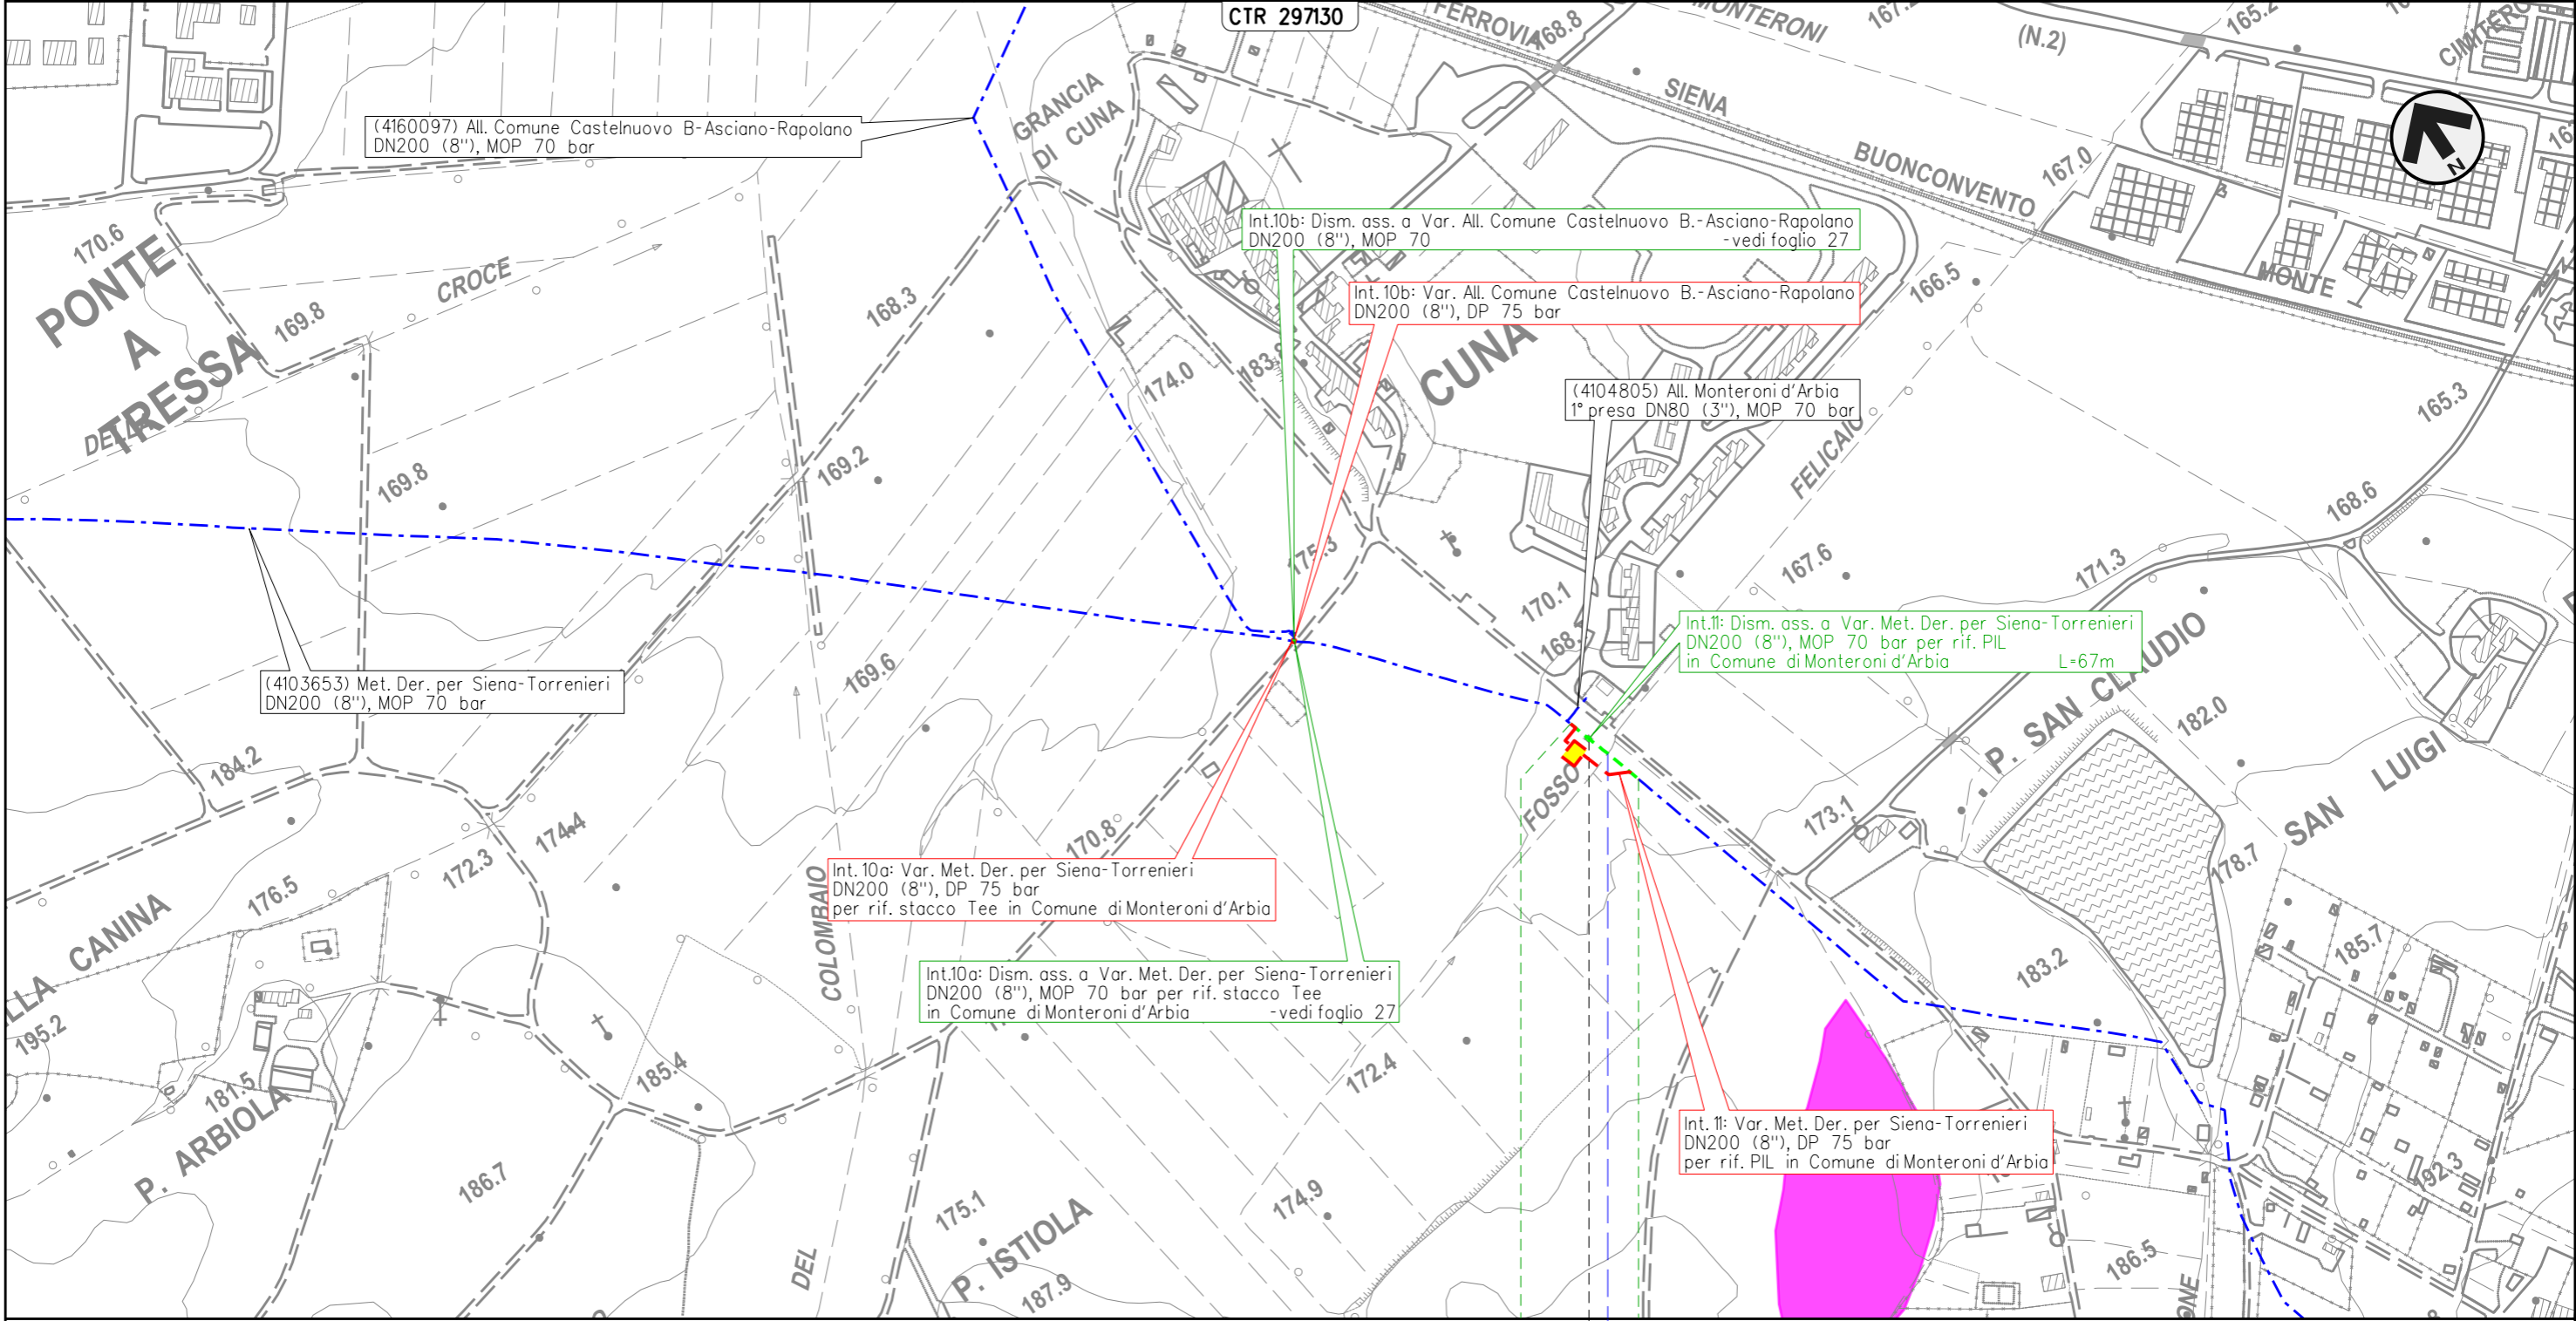 CTR 297130
FERROVIA
168.8
MONTERONI
(N.2)
165.2
CIMITERO
SIENA
BUONCONVENTO
167.0
MONTE
GRANCIA
DI CUNA
(4160097) All. Comune Castelnuovo B-Asciano-Rapolano
DN200 (8"), MOP 70 bar
170.6
PONTE
A
TRESSA
CROCE
169.8
168.3
Int.10b: Dism. ass. a Var. All. Comune Castelnuovo B.-Asciano-Rapolano
DN200 (8"), MOP 70 -vedi foglio 27
Int. 10b: Var. All. Comune Castelnuovo B.-Asciano-Rapolano
DN200 (8"), DP 75 bar
166.5
174.0
CUNA
(4104805) All. Monteroni d'Arbia
1° presa DN80 (3"), MOP 70 bar
165.3
169.8
169.2
FELICAIO
168.6
175.3
167.6
171.3
170.1
(4103653) Met. Der. per Siena-Torrenieri
DN200 (8"), MOP 70 bar
169.6
Int.11: Dism. ass. a Var. Met. Der. per Siena-Torrenieri
DN200 (8"), MOP 70 bar per rif. PIL
in Comune di Monteroni d'Arbia L=67m
P. SAN CLAUDIO
182.0
SAN LUIGI
184.2
FOSSO
173.1
178.7
174.4
172.3
170.8
176.5
Int. 10a: Var. Met. Der. per Siena-Torrenieri
DN200 (8"), DP 75 bar
per rif. stacco Tee in Comune di Monteroni d'Arbia
COLOMBAIO
CANINA
195.2
Int.10a: Dism. ass. a Var. Met. Der. per Siena-Torrenieri
DN200 (8"), MOP 70 bar per rif. stacco Tee
in Comune di Monteroni d'Arbia -vedi foglio 27
183.2
185.7
181.5
P. ARBIOLA
185.4
172.4
Int. 11: Var. Met. Der. per Siena-Torrenieri
DN200 (8"), DP 75 bar
per rif. PIL in Comune di Monteroni d'Arbia
186.7
175.1
P. ISTIOLA
187.9
174.9
192.3
186.5
DEL
N